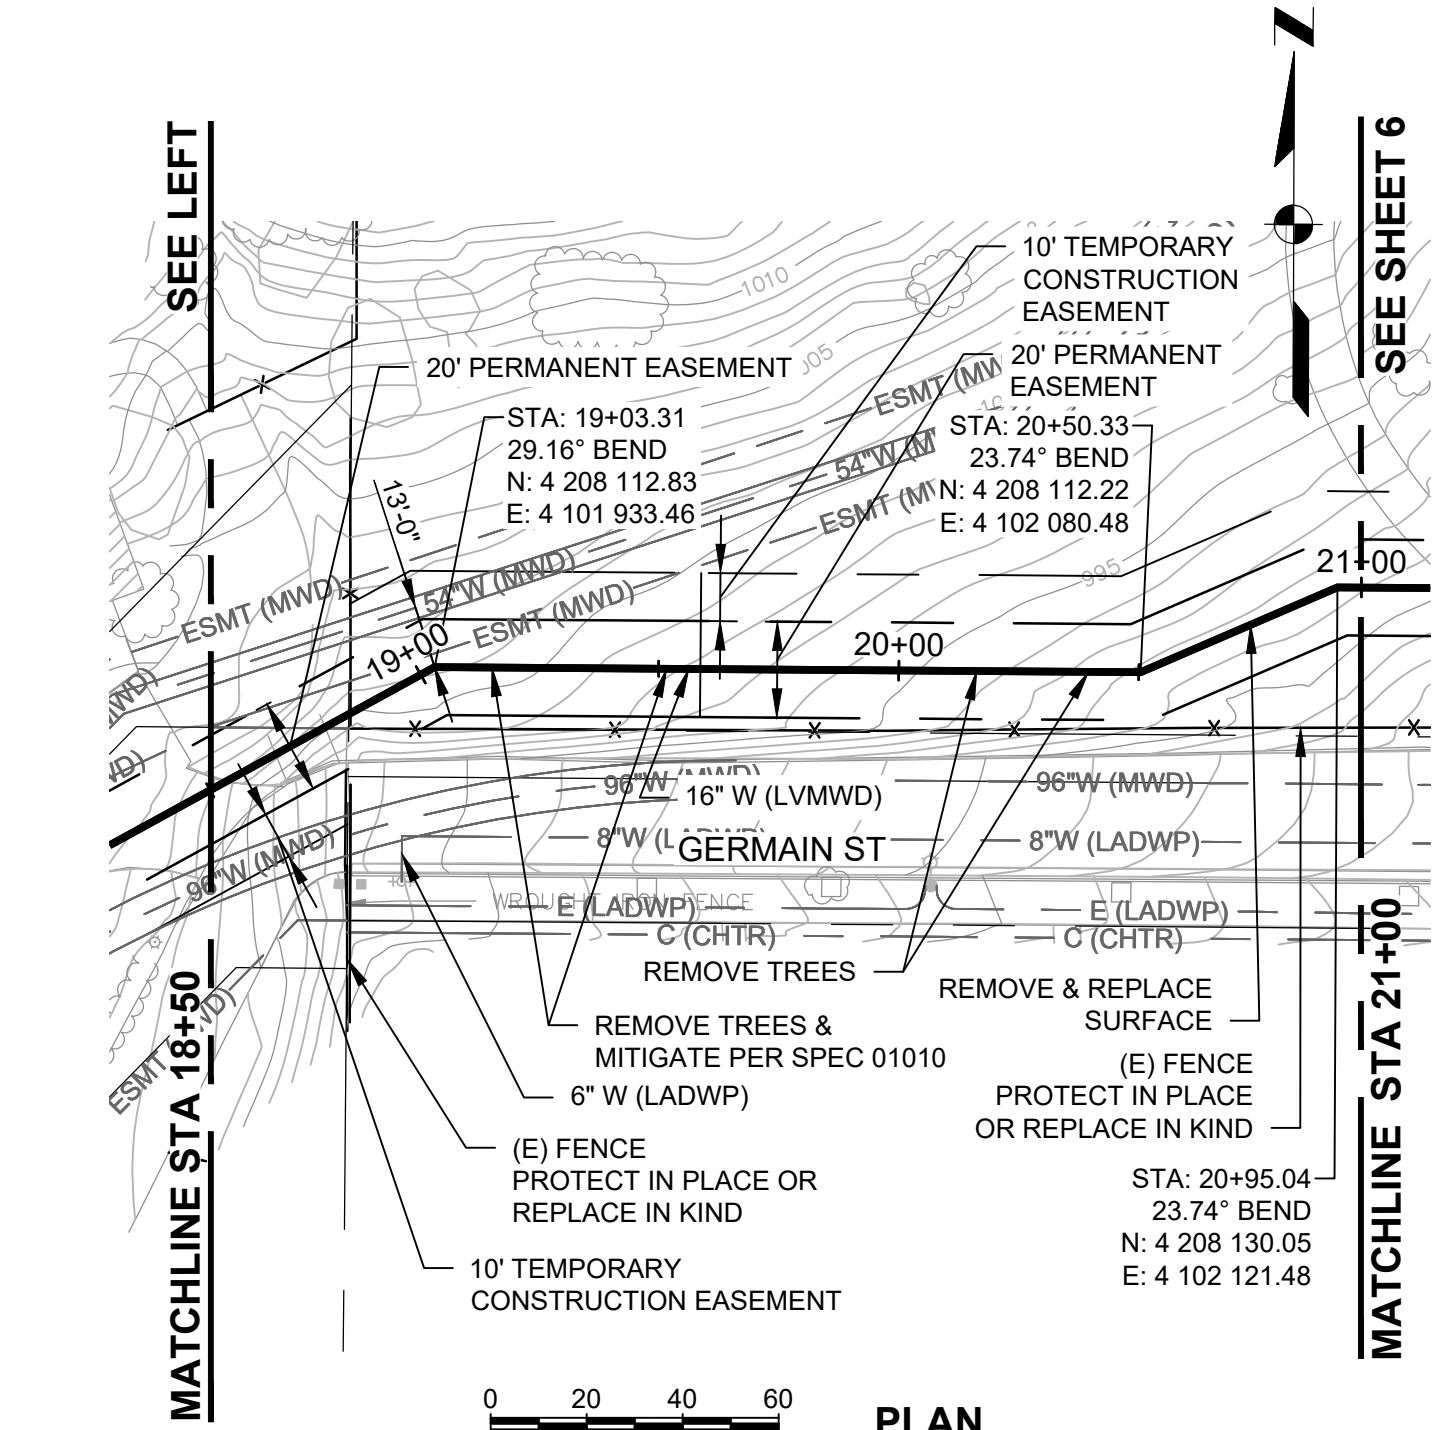 N
SEE LEFT
SEE SHEET 6
10' TEMPORARY
CONSTRUCTION
EASEMENT
1010
20' PERMANENT
EASEMENT
20' PERMANENT EASEMENT
ESMT
STA: 19+03.31
29.16° BEND
N: 4 208 112.83
E: 4 101 933.46
STA: 20+50.33
23.74° BEND
N: 4 208 112.22
E: 4 102 080.48
54"W
ESMT
13'-0"
995
21+00
54"W (MWD)
ESMT (MWD)
ESMT (MWD)
19+00
20+00
96"W (MWD)
96"W (MWD)
16" W (LVMWD)
8"W
8"W (LADWP)
GERMAIN ST
96"W (MWD)
WROUGHT IRON FENCE
E (LADWP)
E (LADWP)
C (CHTR)
C (CHTR)
REMOVE TREES
REMOVE & REPLACE
SURFACE
REMOVE TREES &
MITIGATE PER SPEC 01010
(E) FENCE
PROTECT IN PLACE
OR REPLACE IN KIND
6" W (LADWP)
ESMT
(E) FENCE
PROTECT IN PLACE OR
REPLACE IN KIND
STA: 20+95.04
23.74° BEND
N: 4 208 130.05
E: 4 102 121.48
10' TEMPORARY
CONSTRUCTION EASEMENT
MATCHLINE STA 18+50
MATCHLINE STA 21+00
0 20 40 60
PLAN